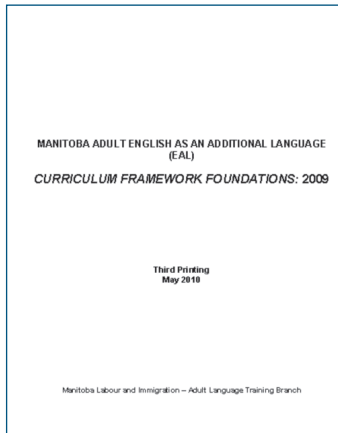 MANITOBA ADULT ENGLISH AS AN ADDITIONAL LANGUAGE
(EAL)
CURRICULUM FRAMEWORK FOUNDATIONS: 2009
Third Printing
May 2010
Manitoba Labour and Immigration – Adult Language Training Branch